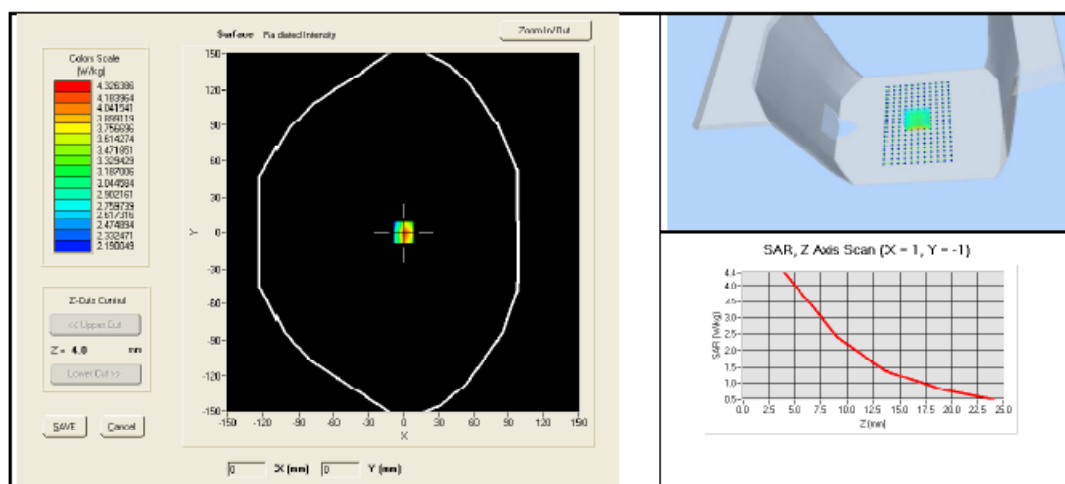 Surface Radiated Intensity
Zoom In/Out
Colors Scale
(W/kg)
4.326386
4.183964
4.041541
3.899119
3.756696
3.614274
3.471851
3.329429
3.187006
3.044584
2.902161
2.759739
2.617316
2.474894
2.332471
2.190049
Z-Cuts Control
<< Upper Cut
Z = 4.0 mm
Lower Cut >>
SAVE Cancel
150
120
90
60
30
Y 0
-30
-60
-90
-120
-150
-150 -120 -90 -60 -30 0 30 60 90 120 150
X
0 X (mm) 0 Y (mm)
SAR, Z Axis Scan (X = 1, Y = -1)
SAR (W/kg)
4.4
4.0
3.5
3.0
2.5
2.0
1.5
1.0
0.5
0.0 2.5 5.0 7.5 10.0 12.5 15.0 17.5 20.0 22.5 25.0
Z (mm)